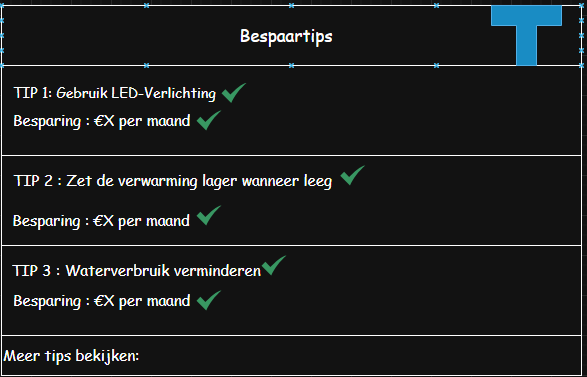 Bespaartips
T
TIP 1: Gebruik LED-Verlichting
Besparing : €X per maand
TIP 2 : Zet de verwarming lager wanneer leeg
Besparing : €X per maand
TIP 3 : Waterverbruik verminderen
Besparing : €X per maand
Meer tips bekijken: